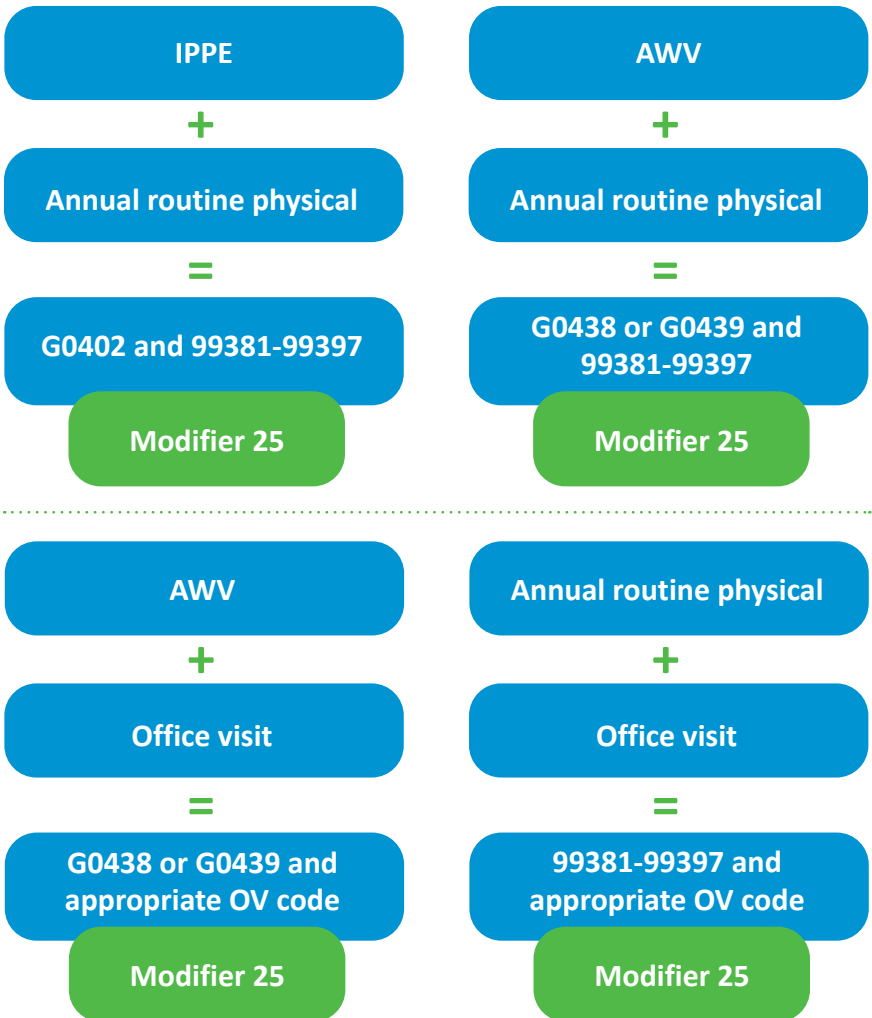 IPPE
+
Annual routine physical
=
G0402 and 99381-99397
Modifier 25
AWV
+
Annual routine physical
=
G0438 or G0439 and
99381-99397
Modifier 25
AWV
+
Office visit
=
G0438 or G0439 and
appropriate OV code
Modifier 25
Annual routine physical
+
Office visit
=
99381-99397 and
appropriate OV code
Modifier 25